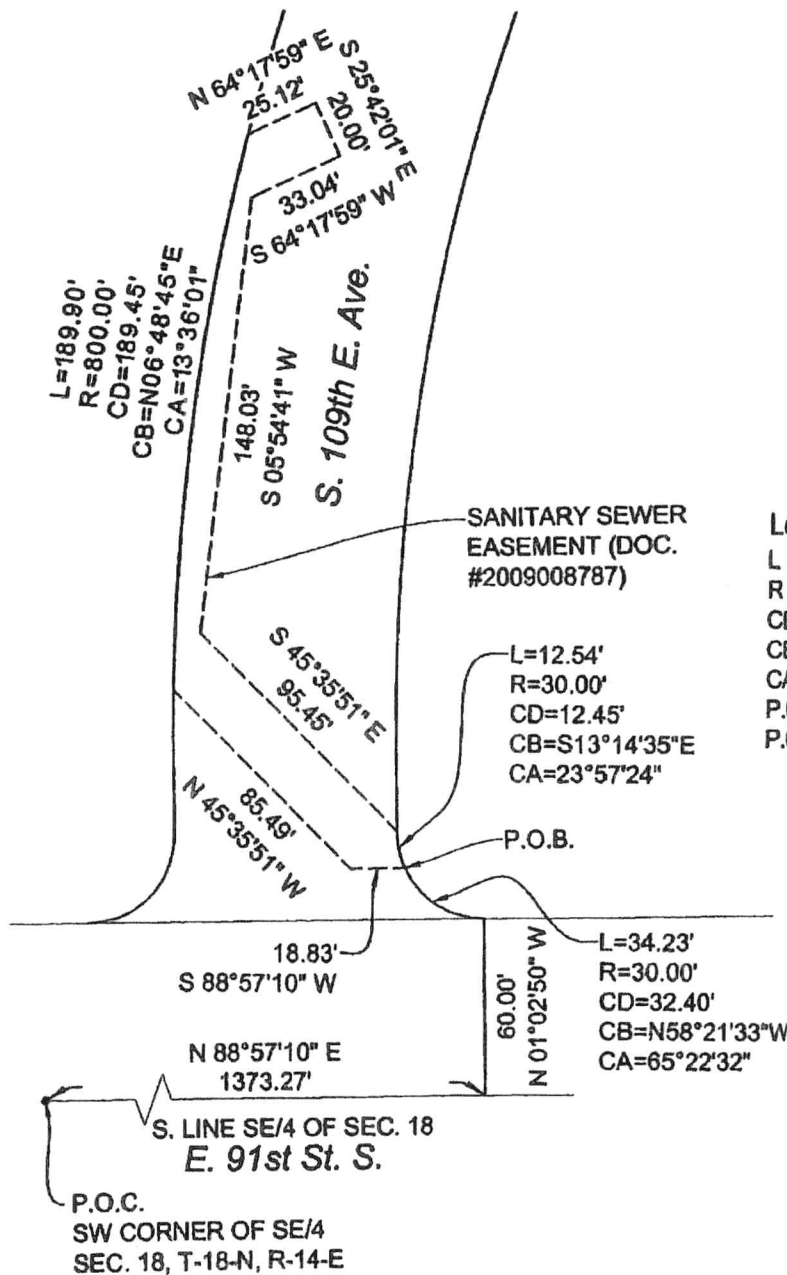 N 64°17'59" E
25.12'
S 25°42'01" E
20.00'
33.04'
S 64°17'59" W
L=189.90'
R=800.00'
CD=189.45'
CB=N06°48'45"E
CA=13°36'01"
148.03'
S 05°54'41" W
S. 109th E. Ave.
SANITARY SEWER
EASEMENT (DOC.
#2009008787)
L
R
CA
P.
P.
S 45°35'51" E
95.45'
L=12.54'
R=30.00'
CD=12.45'
CB=S13°14'35"E
CA=23°57'24"
85.49'
N 45°35'51" W
P.O.B.
18.83'
S 88°57'10" W
60.00'
N 01°02'50" W
L=34.23'
R=30.00'
CD=32.40'
CB=N58°21'33"W
CA=65°22'32"
N 88°57'10" E
1373.27'
S. LINE SE/4 OF SEC. 18
E. 91st St. S.
P.O.C.
SW CORNER OF SE/4
SEC. 18, T-18-N, R-14-E